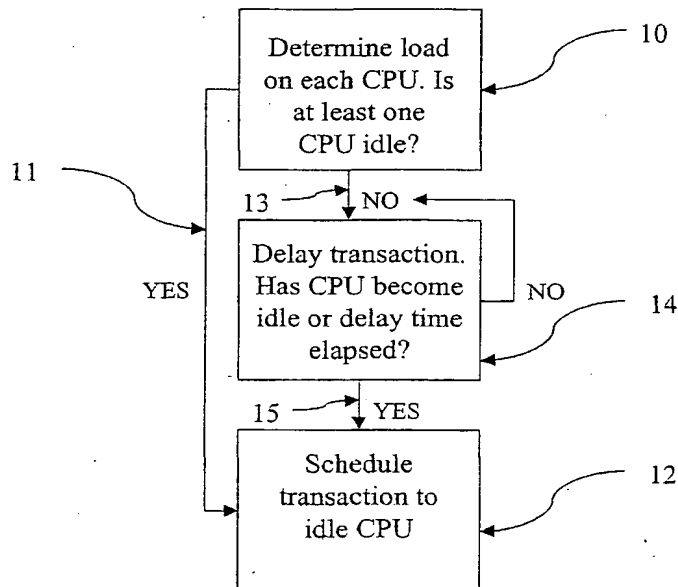 Determine load
on each CPU. Is
at least one
CPU idle?
10
11
13
NO
Delay transaction.
Has CPU become
idle or delay time
elapsed?
YES
NO
14
15
YES
Schedule
transaction to
idle CPU
12